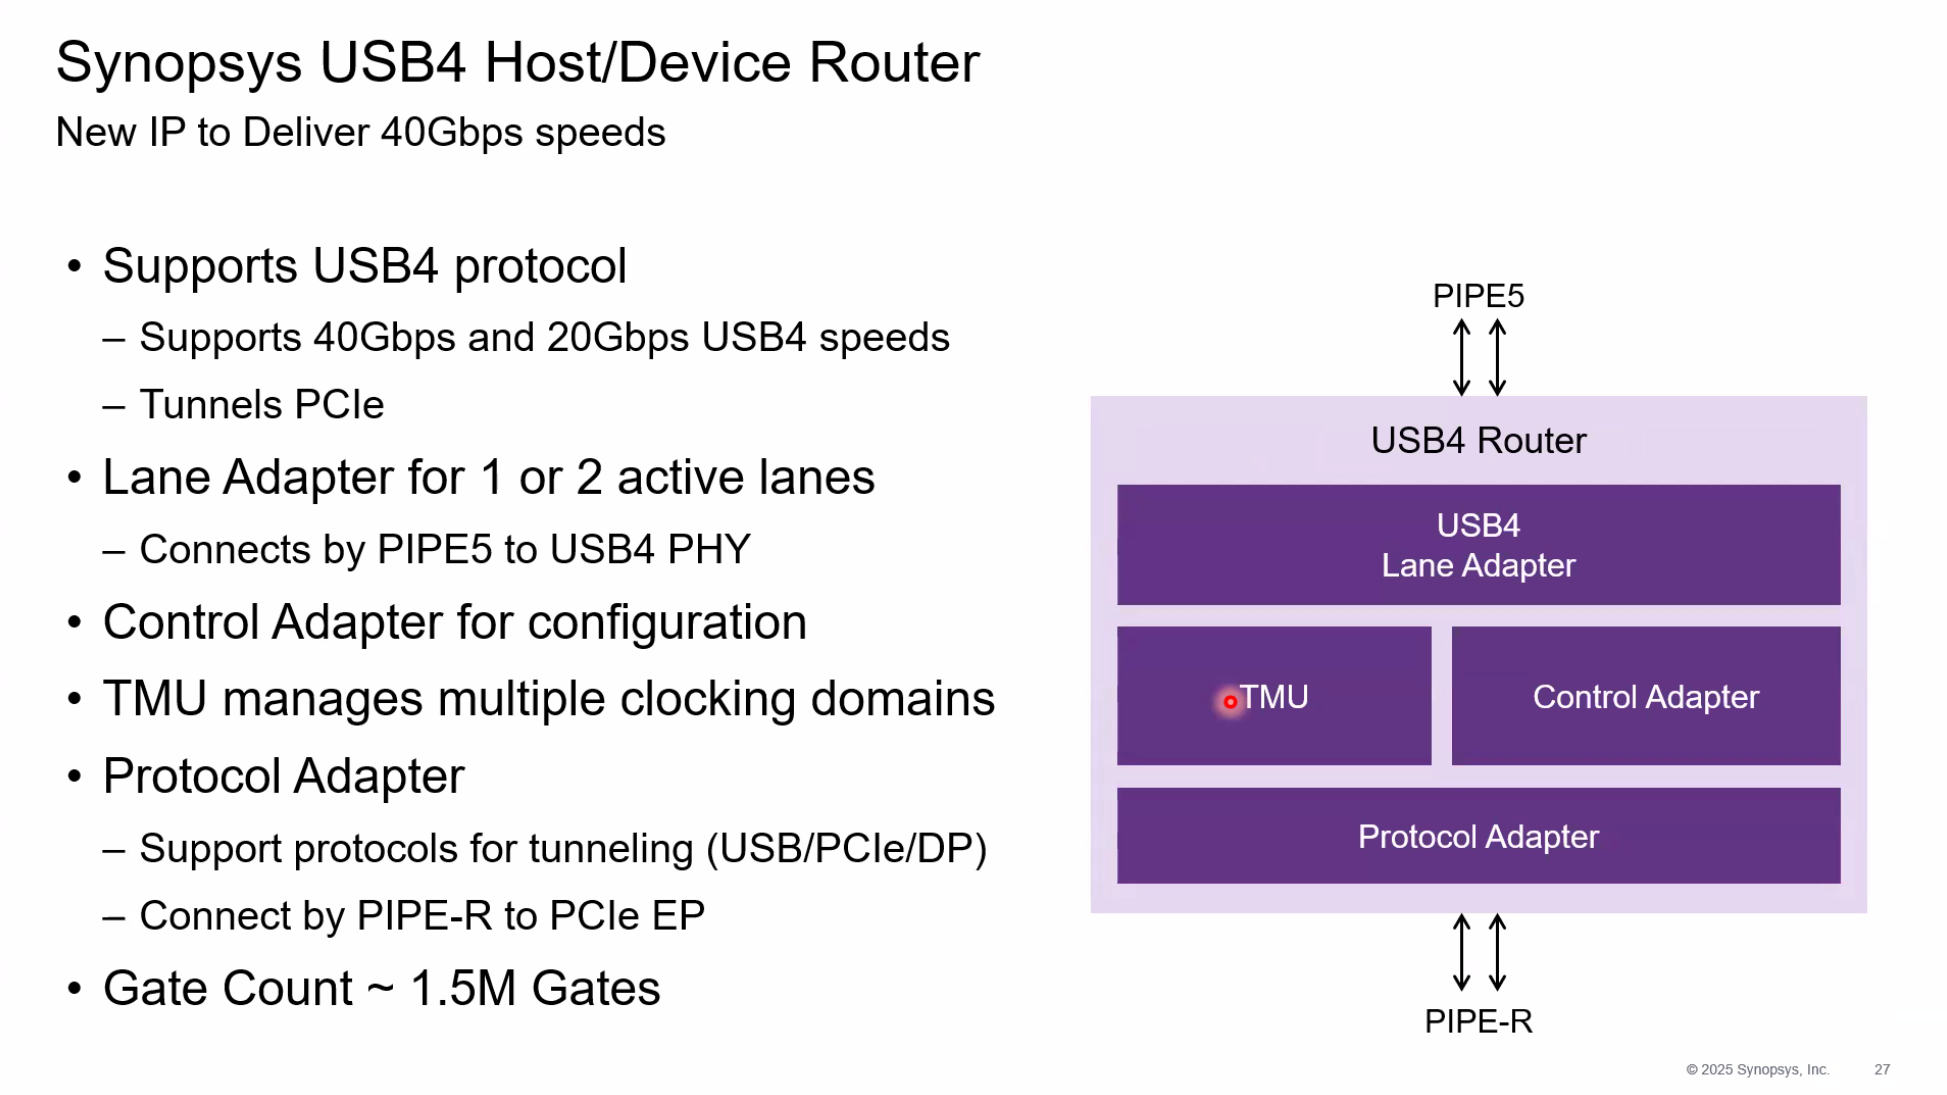 Synopsys USB4 Host/Device Router
New IP to Deliver 40Gbps speeds
• Supports USB4 protocol
– Supports 40Gbps and 20Gbps USB4 speeds
– Tunnels PCIe
• Lane Adapter for 1 or 2 active lanes
– Connects by PIPE5 to USB4 PHY
• Control Adapter for configuration
• TMU manages multiple clocking domains
• Protocol Adapter
– Support protocols for tunneling (USB/PCIe/DP)
– Connect by PIPE-R to PCIe EP
• Gate Count ~ 1.5M Gates
PIPE5
USB4 Router
USB4
Lane Adapter
TMU
Control Adapter
Protocol Adapter
PIPE-R
© 2025 Synopsys, Inc.
27